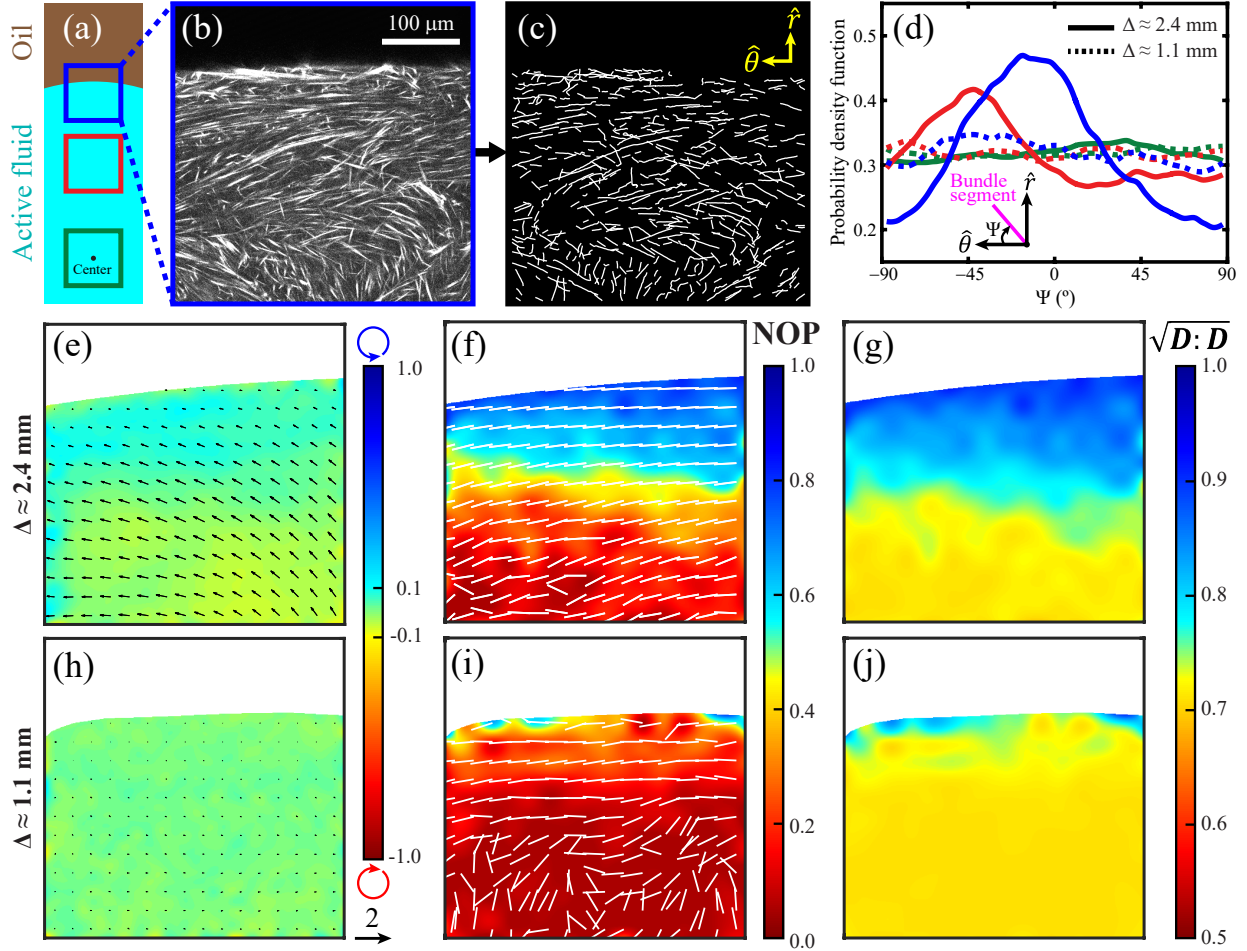 (a)
Oil
Active fluid
Center
(b)
100 μm
(c)
r̂
θ̂
(d)
Probability density function
0.5
0.4
0.3
0.2
Δ ≈ 2.4 mm
Δ ≈ 1.1 mm
Bundle
segment
r̂
θ̂
Ψ
−90
−45
0
45
90
Ψ (º)
Δ ≈ 2.4 mm
(e)
1.0
0.1
-0.1
-1.0
2
(f)
NOP
1.0
0.8
0.6
0.4
0.2
0.0
(g)
√D:D
1.0
0.9
0.8
0.7
0.6
0.5
Δ ≈ 1.1 mm
(h)
(i)
(j)